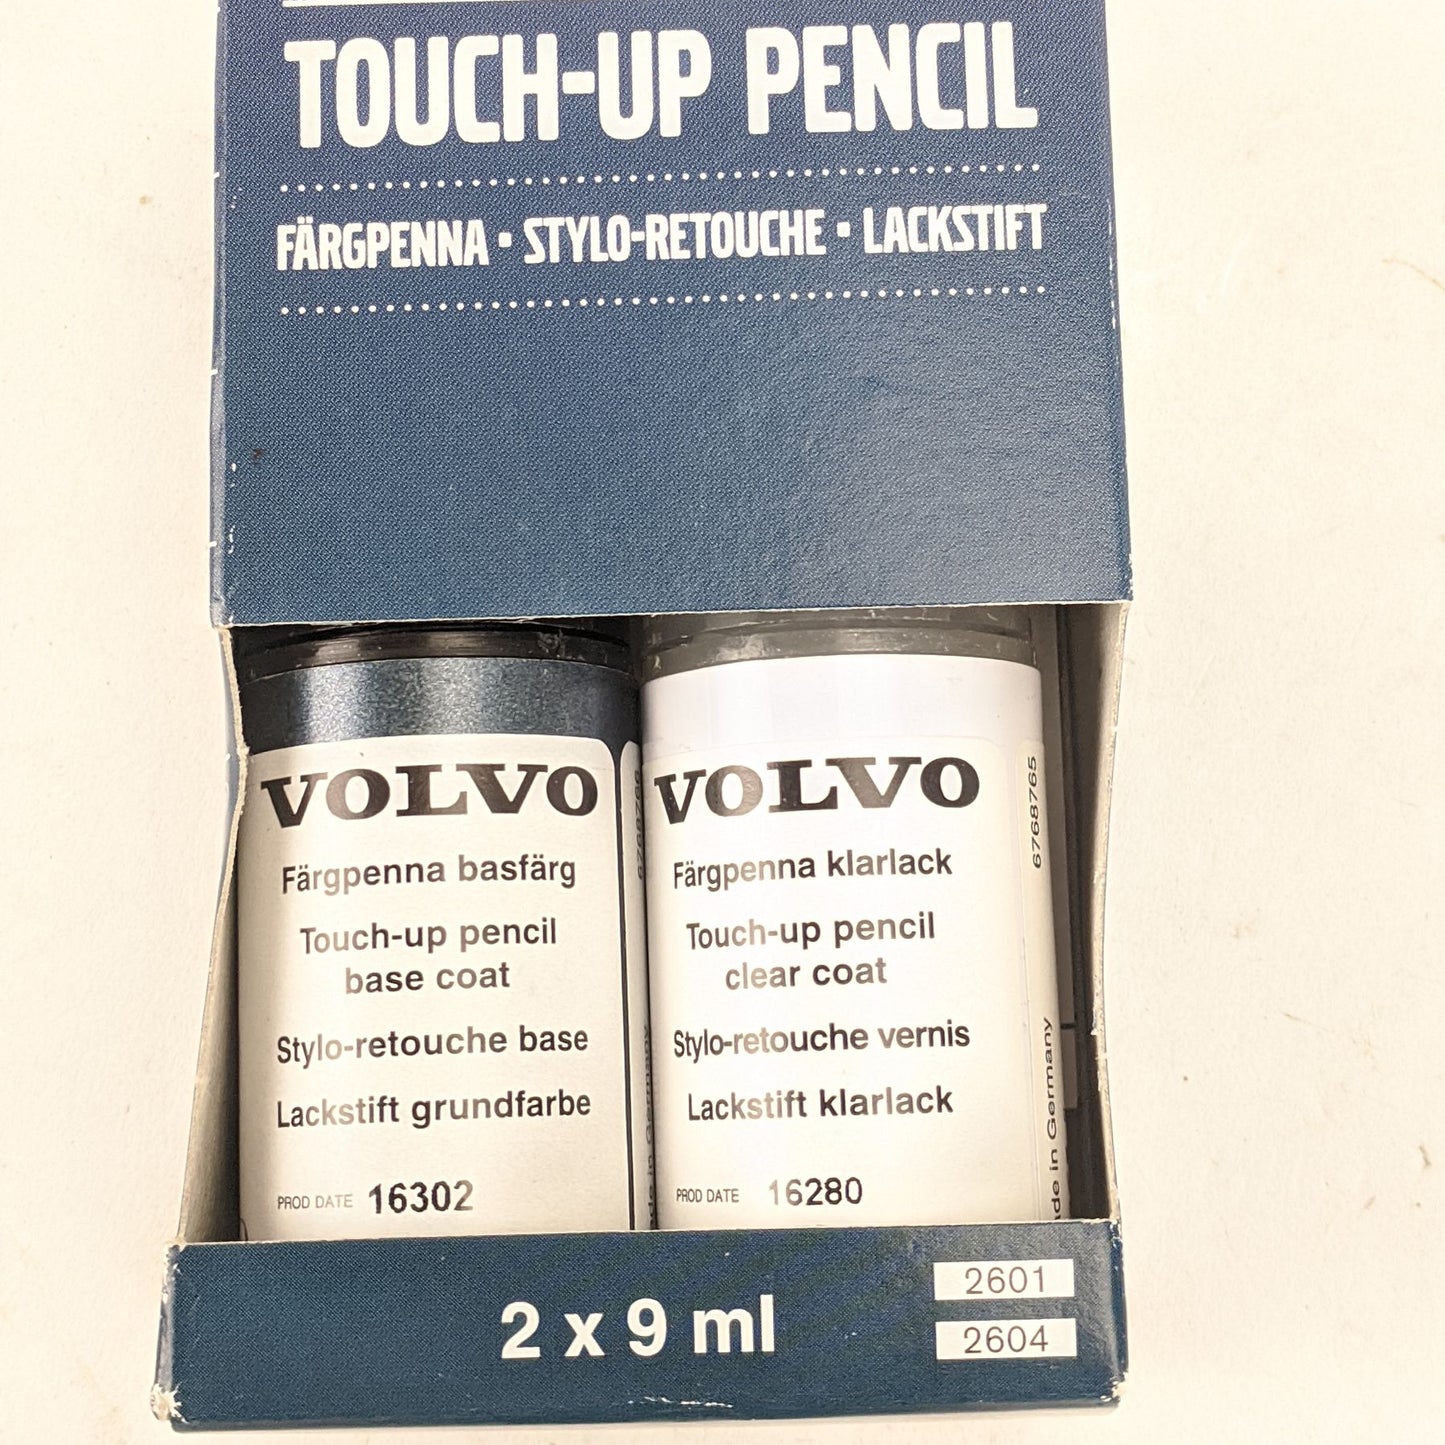 TOUCH-UP PENCIL
FÄRGPENNA · STYLO-RETOUCHE · LACKSTIFT
VOLVO
Färgpenna basfärg
Touch-up pencil
base coat
Stylo-retouche base
Lackstift grundfarbe
PROD DATE 16302
VOLVO
Färgpenna klarlack
Touch-up pencil
clear coat
Stylo-retouche vernis
Lackstift klarlack
PROD DATE 16280
6768765
in Germany
2 x 9 ml
2601
2604